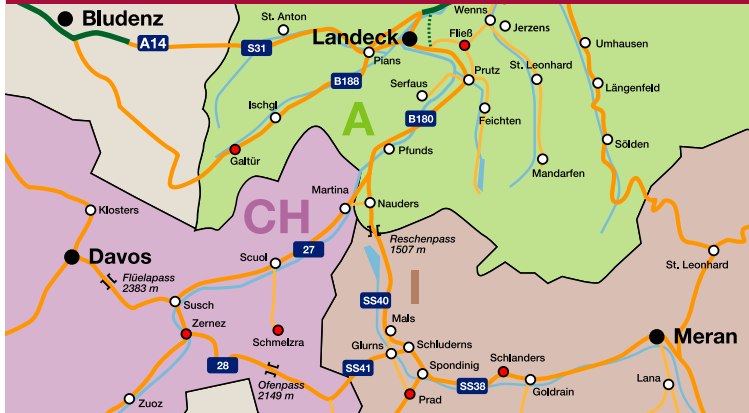 Bludenz
A14
St. Anton
S31
Landeck
Pians
Wenns
Jerzens
Fließ
Umhausen
St. Leonhard
Prutz
Serfaus
B188
Ischgl
Längenfeld
Feichten
B180
A
Galtür
Pfunds
Sölden
Mandarfen
Martina
Nauders
Klosters
CH
27
Reschenpass
1507 m
Davos
Scuol
St. Leonhard
Flüelapass
2383 m
I
Susch
SS40
Zernez
Mals
Schmelzra
Glurns
Schluderns
Meran
28
SS41
Spondinig
Schlanders
Ofenpass
2149 m
SS38
Goldrain
Lana
Zuoz
Prad